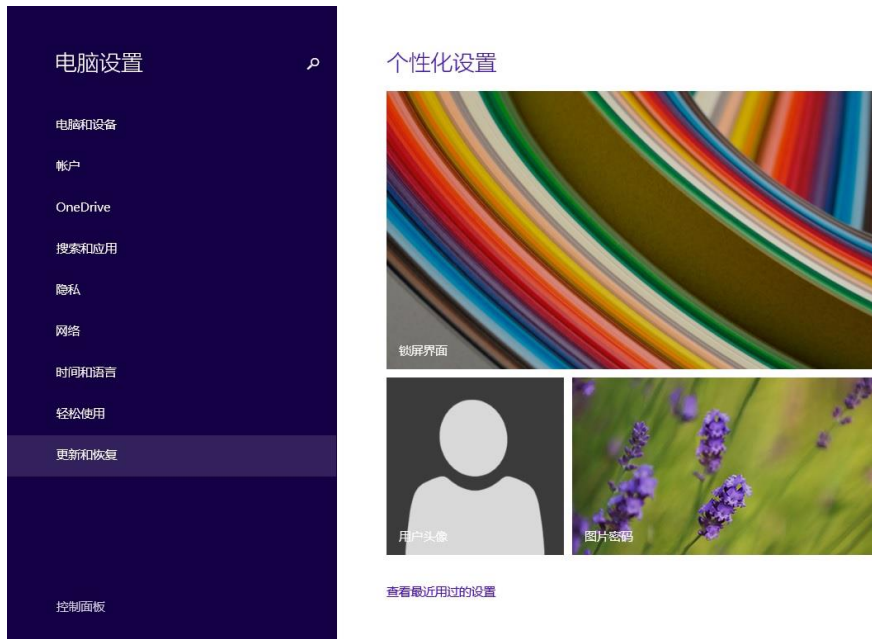 电脑设置
电脑和设备
帐户
OneDrive
搜索和应用
隐私
网络
时间和语言
轻松使用
更新和恢复
控制面板
个性化设置
锁屏界面
用户头像
图片密码
查看最近用过的设置